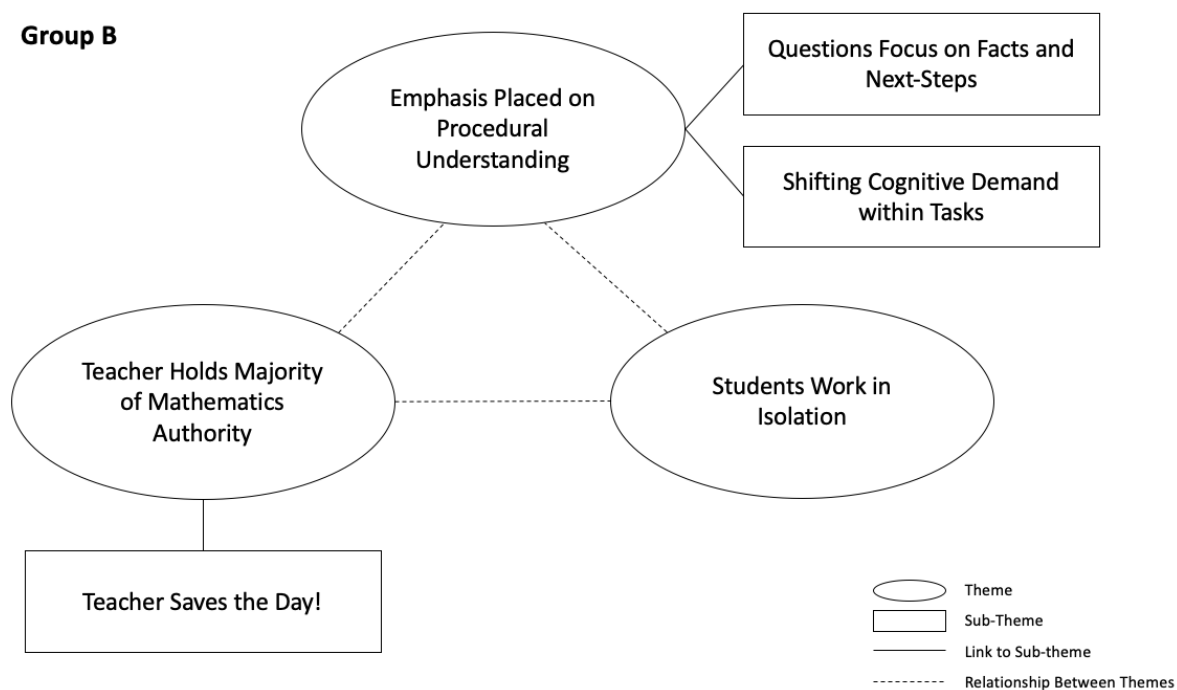 Group B
Emphasis Placed on
Procedural
Understanding
Questions Focus on Facts and
Next-Steps
Shifting Cognitive Demand
within Tasks
Teacher Holds Majority
of Mathematics
Authority
Students Work in
Isolation
Teacher Saves the Day!
Theme
Sub-Theme
Link to Sub-theme
Relationship Between Themes